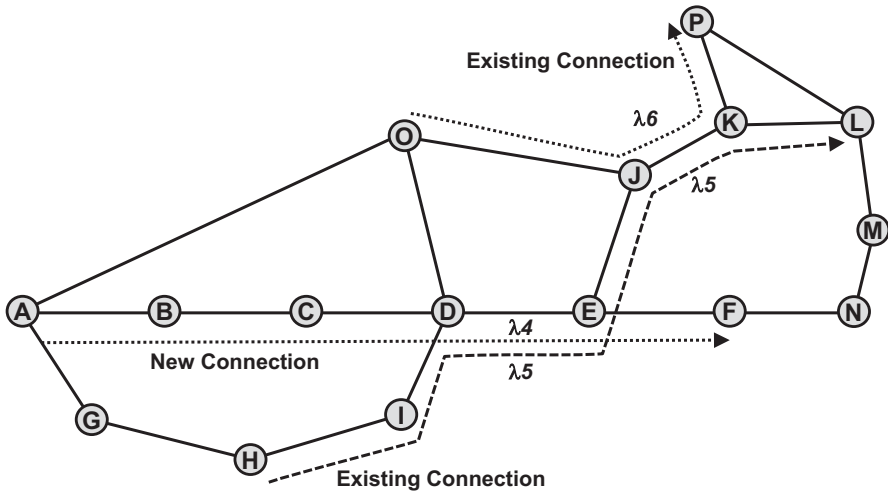 P
Existing Connection
λ6
K
L
O
J
λ5
M
A
B
C
D
E
F
N
λ4
New Connection
λ5
G
I
H
Existing Connection